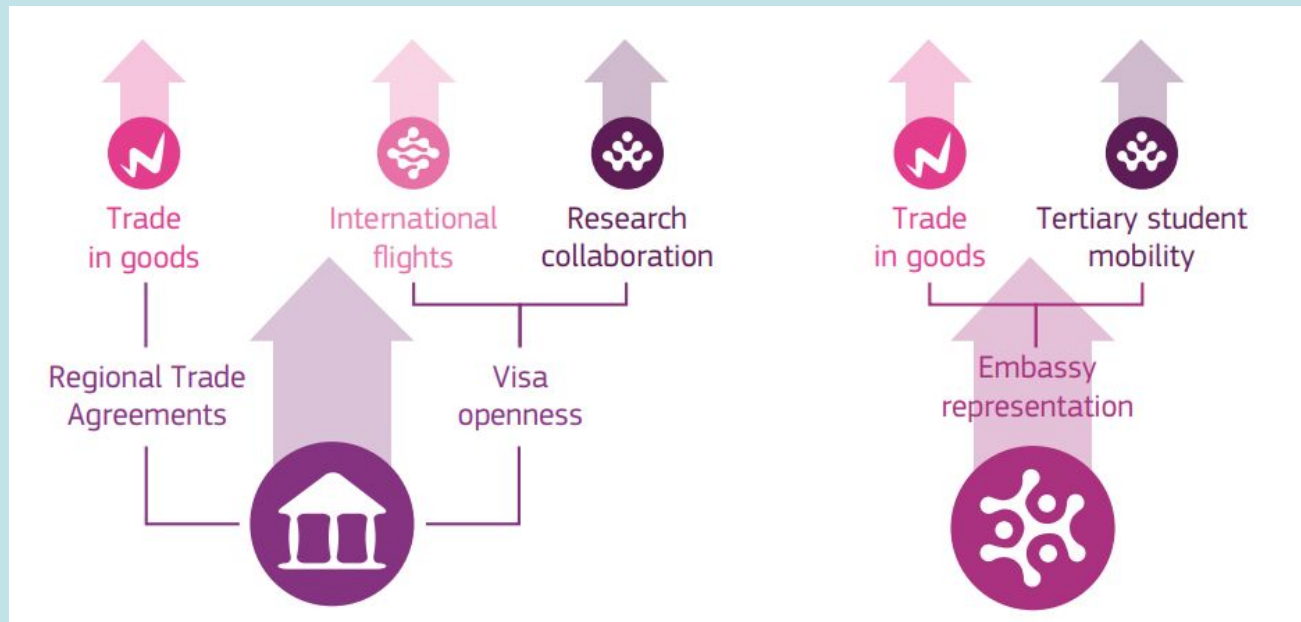 Trade
in goods
International
flights
Research
collaboration
Trade
in goods
Tertiary student
mobility
Regional Trade
Agreements
Visa
openness
Embassy
representation